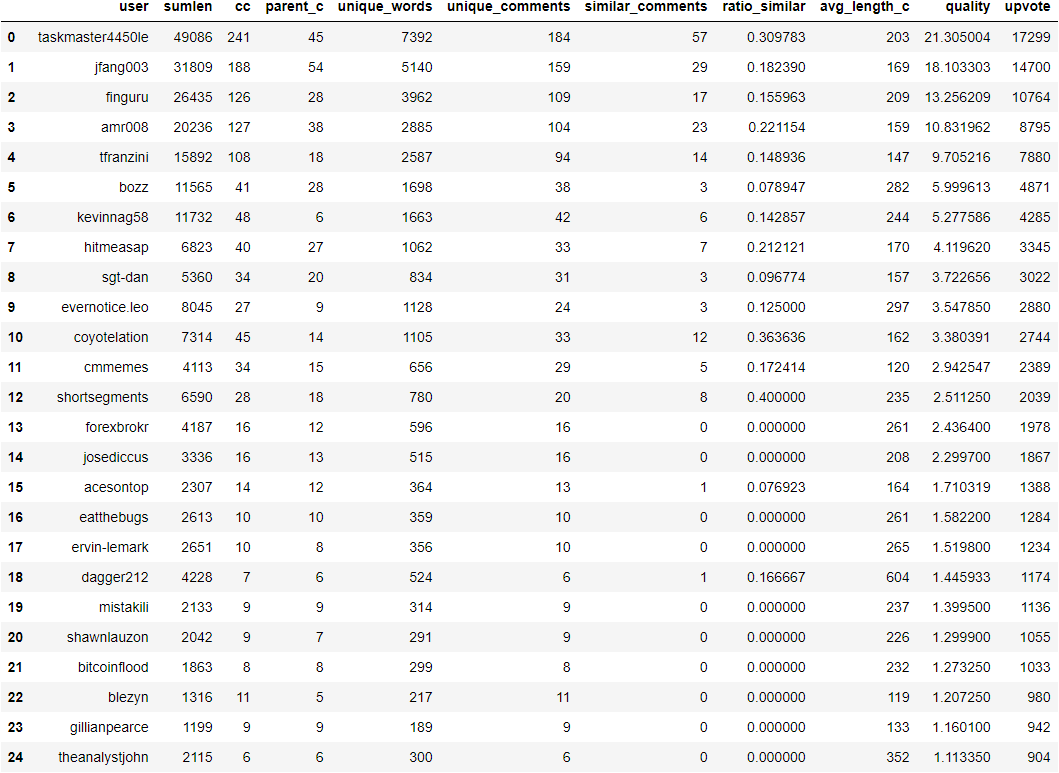 user sumlen cc parent_c unique_words unique_comments similar_comments ratio_similar avg_length_c quality upvote
0 taskmaster4450le 49086 241 45 7392 184 57 0.309783 203 21.305004 17299
1 jfang003 31809 188 54 5140 159 29 0.182390 169 18.103303 14700
2 finguru 26435 126 28 3962 109 17 0.155963 209 13.256209 10764
3 amr008 20236 127 38 2885 104 23 0.221154 159 10.831962 8795
4 tfranzini 15892 108 18 2587 94 14 0.148936 147 9.705216 7880
5 bozz 11565 41 28 1698 38 3 0.078947 282 5.999613 4871
6 kevinnag58 11732 48 6 1663 42 6 0.142857 244 5.277586 4285
7 hitmeasap 6823 40 27 1062 33 7 0.212121 170 4.119620 3345
8 sgt-dan 5360 34 20 834 31 3 0.096774 157 3.722656 3022
9 evernotice.leo 8045 27 9 1128 24 3 0.125000 297 3.547850 2880
10 coyotelation 7314 45 14 1105 33 12 0.363636 162 3.380391 2744
11 cmmemes 4113 34 15 656 29 5 0.172414 120 2.942547 2389
12 shortsegments 6590 28 18 780 20 8 0.400000 235 2.511250 2039
13 forexbrokr 4187 16 12 596 16 0 0.000000 261 2.436400 1978
14 josediccus 3336 16 13 515 16 0 0.000000 208 2.299700 1867
15 acesontop 2307 14 12 364 13 1 0.076923 164 1.710319 1388
16 eatthebugs 2613 10 10 359 10 0 0.000000 261 1.582200 1284
17 ervin-lemark 2651 10 8 356 10 0 0.000000 265 1.519800 1234
18 dagger212 4228 7 6 524 6 1 0.166667 604 1.445933 1174
19 mistakili 2133 9 9 314 9 0 0.000000 237 1.399500 1136
20 shawnlauzon 2042 9 7 291 9 0 0.000000 226 1.299900 1055
21 bitcoinflood 1863 8 8 299 8 0 0.000000 232 1.273250 1033
22 blezyn 1316 11 5 217 11 0 0.000000 119 1.207250 980
23 gillianpearce 1199 9 9 189 9 0 0.000000 133 1.160100 942
24 theanalystjohn 2115 6 6 300 6 0 0.000000 352 1.113350 904